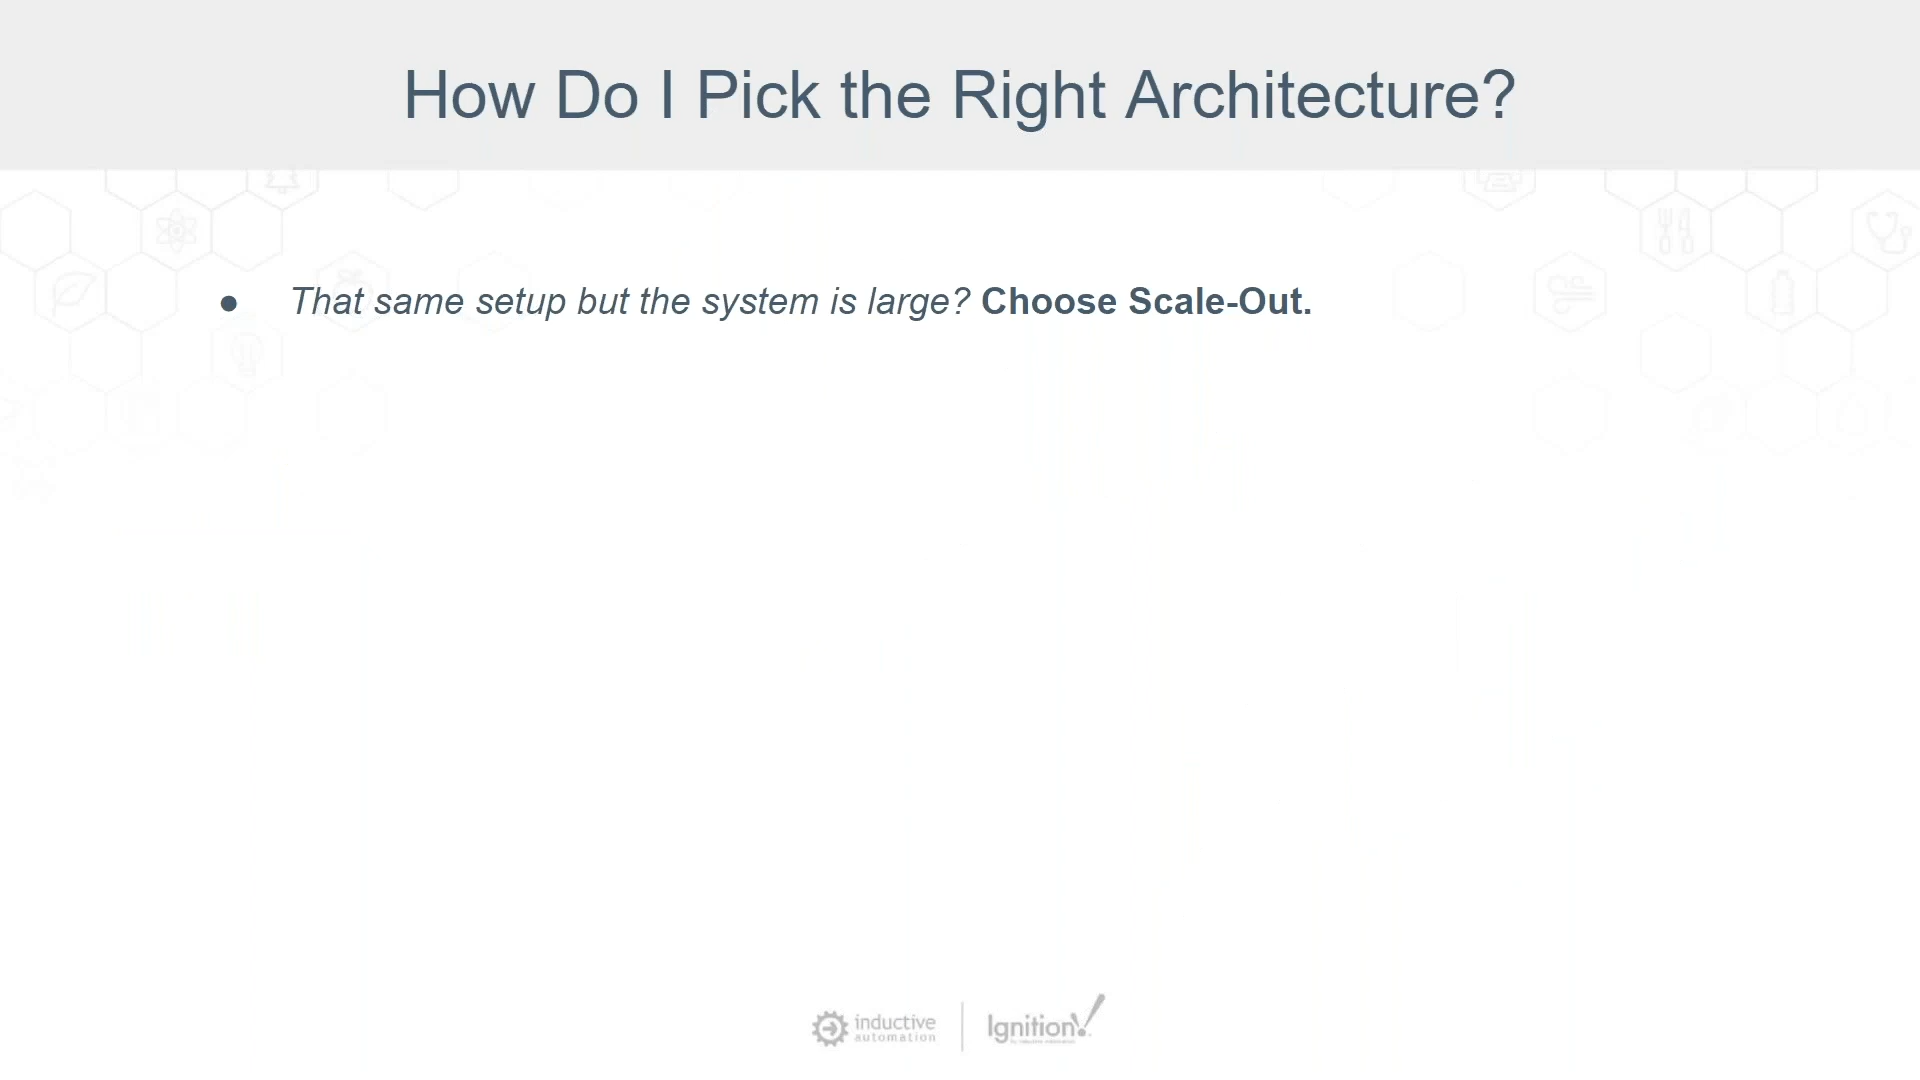 How Do I Pick the Right Architecture?
● That same setup but the system is large? Choose Scale-Out.
inductive
automation
Ignition!